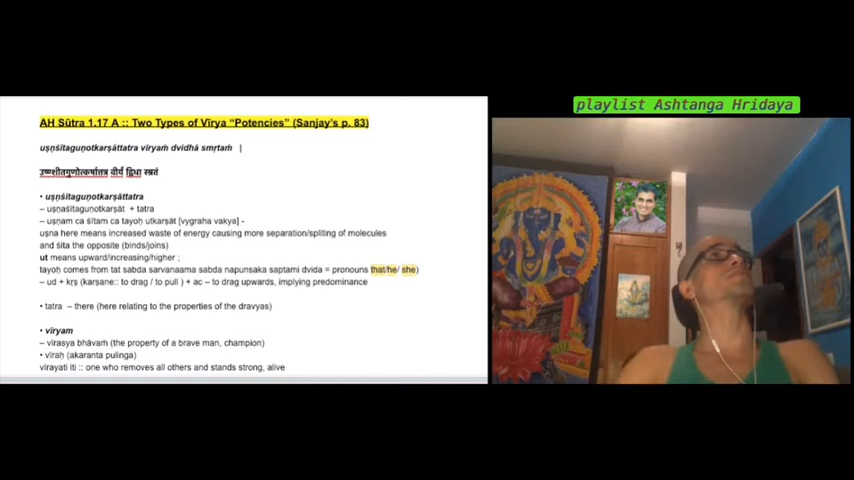 playlist Ashtanga Hridaya
AH Sūtra 1.17 A :: Two Types of Vīrya “Potencies” (Sanjay's p. 83)
uṣṇśītaguṇotkarṣāttatra vīryaṁ dvidhā smṛtaṁ |
उष्ण्शीतगुणोत्कर्षात्तत्र वीर्यं द्विधा स्म्रतं
• uṣṇśītaguṇotkarṣāttatra
– uṣṇaśītaguṇotkarṣāt + tatra
– uṣṇam ca śītam ca tayoḥ utkarṣāt [vygraha vakya] -
uṣna here means increased waste of energy causing more separation/spliting of molecules
and śita the opposite (binds/joins)
ut means upward/increasing/higher ;
tayoḥ comes from tat sabda sarvanaama sabda napunsaka saptami dvida = pronouns that/he/ she)
– ud + kṛṣ (karṣane:: to drag / to pull ) + ac – to drag upwards, implying predominance
• tatra – there (here relating to the properties of the dravyas)
• vīryam
– vīrasya bhāvaṁ (the property of a brave man, champion)
• vīraḥ (akaranta pulinga)
vīrayati iti :: one who removes all others and stands strong, alive